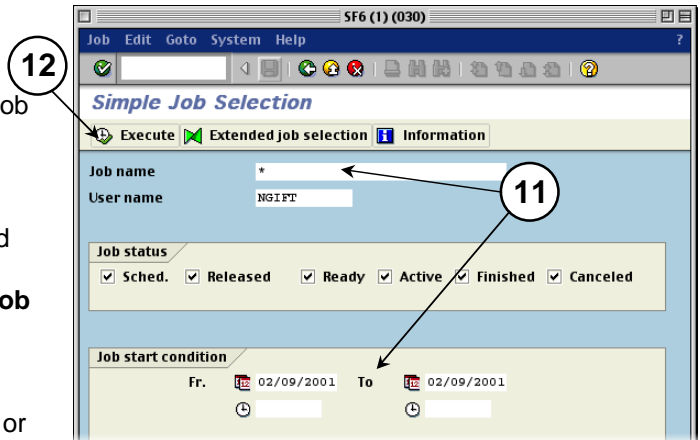 SF6 (1) (030)
Job Edit Goto System Help ?
12
ob
Simple Job Selection
Execute Extended job selection Information
Job name *
User name NGIFT
11
d
Job status
Sched. Released Ready Active Finished Canceled
ob
Job start condition
Fr. 02/09/2001 To 02/09/2001
or